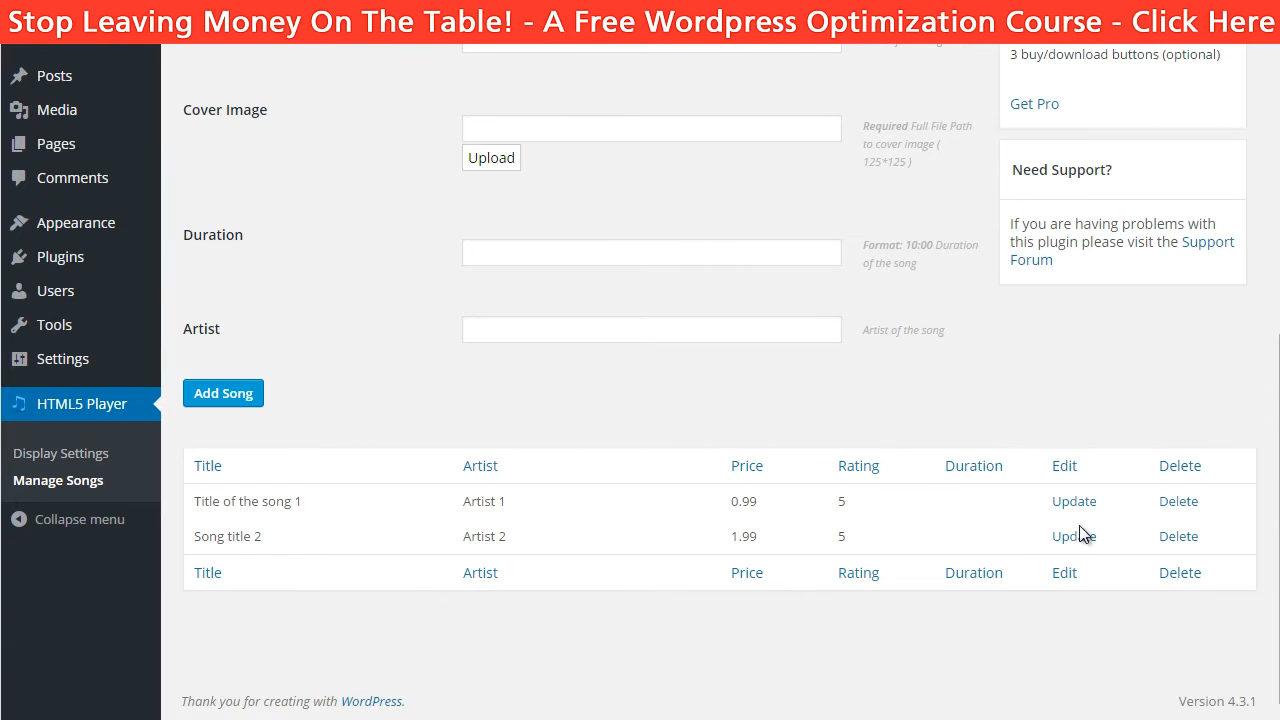 Stop Leaving Money On The Table! - A Free Wordpress Optimization Course - Click Here
Posts
Media
Pages
Comments
Appearance
Plugins
Users
Tools
Settings
HTML5 Player
Display Settings
Manage Songs
Collapse menu
Cover Image
Upload
Required Full File Path
to cover image (
125*125 )
Duration
Format: 10:00 Duration
of the song
Artist
Artist of the song
Add Song
3 buy/download buttons (optional)
Get Pro
Need Support?
If you are having problems with
this plugin please visit the Support
Forum
Title Artist Price Rating Duration Edit Delete
Title of the song 1 Artist 1 0.99 5 Update Delete
Song title 2 Artist 2 1.99 5 Update Delete
Title Artist Price Rating Duration Edit Delete
Thank you for creating with WordPress.
Version 4.3.1